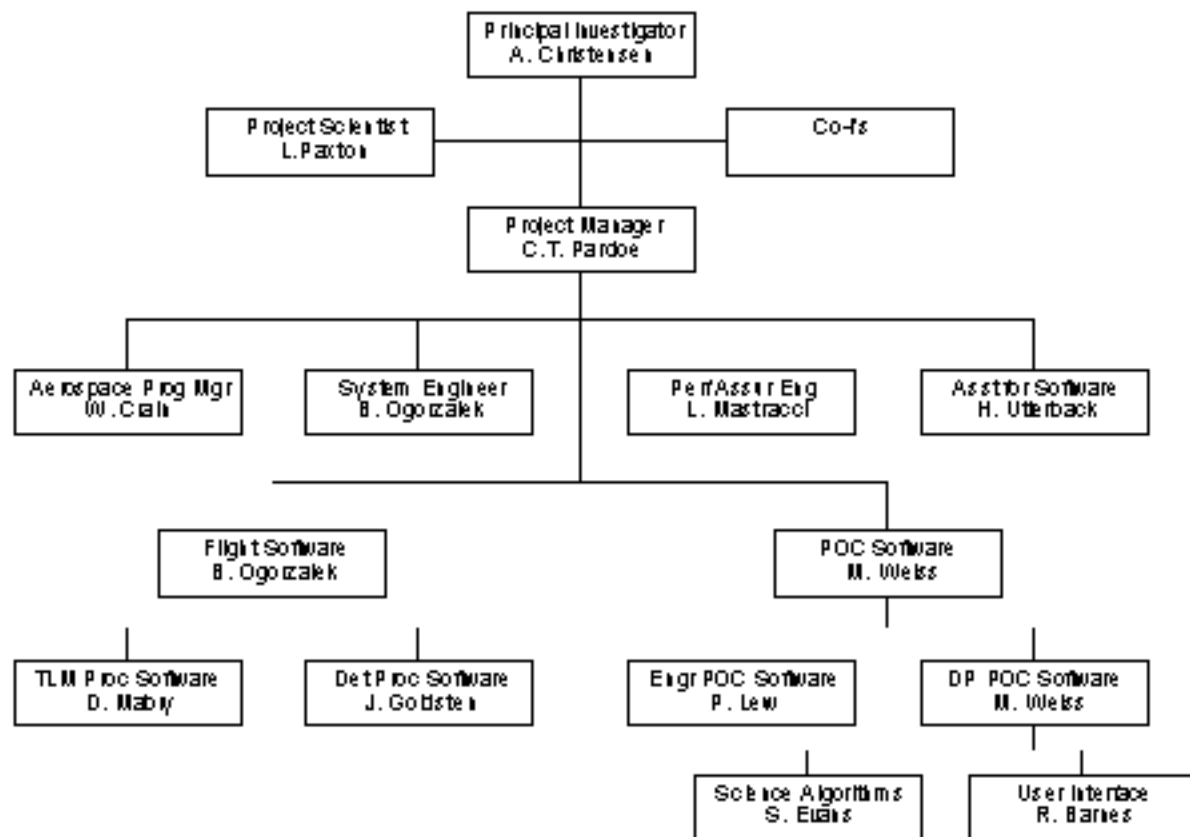 Principal Investigator
A. Christensen
Project Scientist
L. Paxton
Co-I's
Project Manager
C.T. Pardoe
Aerospace Prog Mgr
W. Crain
System Engineer
B. Ogorzalek
Perf Assur Eng
L. Mastracci
Asst for Software
H. Utterback
Flight Software
B. Ogorzalek
POC Software
M. Weiss
TLM Proc Software
D. Mabry
Det Proc Software
J. Goldsten
Engr POC Software
P. Lew
DP POC Software
M. Weiss
Science Algorithms
S. Evans
User Interface
R. Barnes